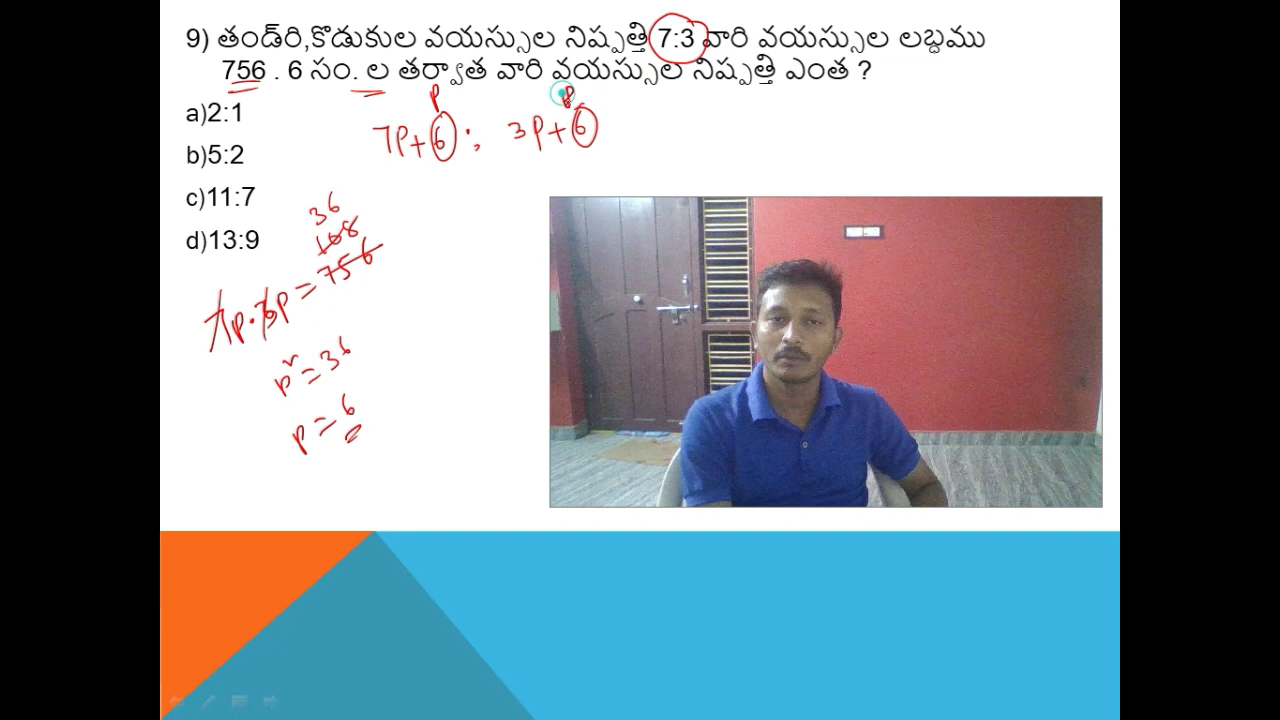 9) తండ్‌రి,కొడుకుల వయస్సుల నిష్పత్తి 7:3 వారి వయస్సుల లబ్ధము
756 . 6 సం. ల తర్వాత వారి వయస్సుల నిష్పత్తి ఎంత ?
a)2:1
b)5:2
c)11:7
d)13:9
p p
7p+6 : 3p+6
36
108
7p.3p = 756
p² = 36
p = 6